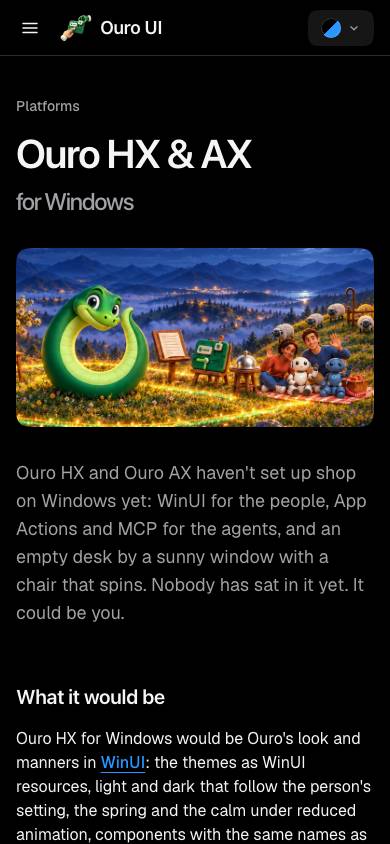 Ouro UI
Platforms
Ouro HX & AX
for Windows
Ouro HX and Ouro AX haven't set up shop
on Windows yet: WinUI for the people, App
Actions and MCP for the agents, and an
empty desk by a sunny window with a
chair that spins. Nobody has sat in it yet. It
could be you.
What it would be
Ouro HX for Windows would be Ouro's look and
manners in WinUI: the themes as WinUI
resources, light and dark that follow the person's
setting, the spring and the calm under reduced
animation, components with the same names as